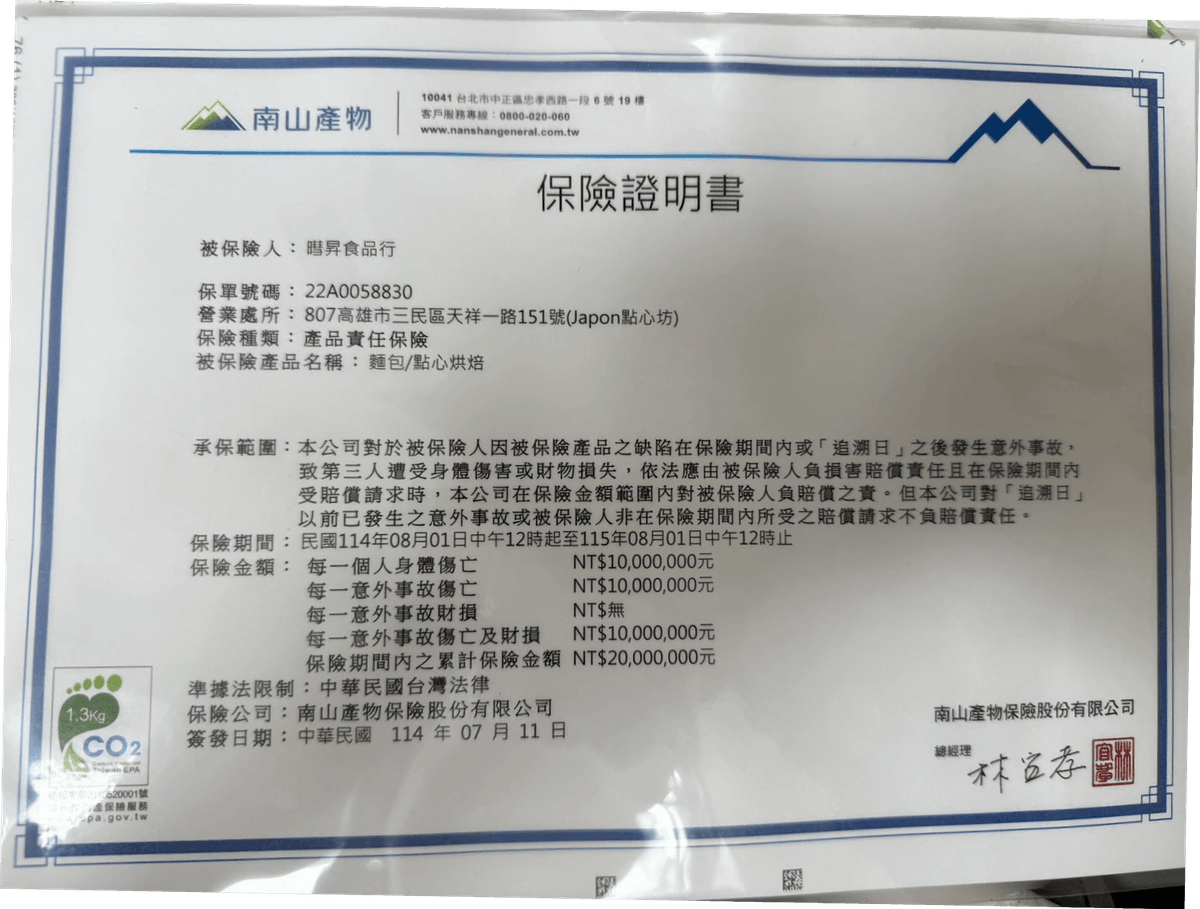 南山產物
10041 台北市中正區忠孝西路一段 6 號 19 樓
客戶服務專線：0800-020-060
www.nanshangeneral.com.tw
保險證明書
被保險人：暳昇食品行
保單號碼：22A0058830
營業處所：807高雄市三民區天祥一路151號(Japon點心坊)
保險種類：產品責任保險
被保險產品名稱：麵包/點心烘焙
承保範圍：本公司對於被保險人因被保險產品之缺陷在保險期間內或「追溯日」之後發生意外事故，
致第三人遭受身體傷害或財物損失，依法應由被保險人負損害賠償責任且在保險期間內
受賠償請求時，本公司在保險金額範圍內對被保險人負賠償之責。但本公司對「追溯日」
以前已發生之意外事故或被保險人非在保險期間內所受之賠償請求不負賠償責任。
保險期間：民國114年08月01日中午12時起至115年08月01日中午12時止
保險金額：每一個人身體傷亡 NT$10,000,000元
每一意外事故傷亡 NT$10,000,000元
每一意外事故財損 NT$無
每一意外事故傷亡及財損 NT$10,000,000元
保險期間內之累計保險金額 NT$20,000,000元
準據法限制：中華民國台灣法律
保險公司：南山產物保險股份有限公司
簽發日期：中華民國 114 年 07 月 11 日
南山產物保險股份有限公司
總經理
林宜孝
1.3Kg
CO2
Taiwan EPA
產保險服務
epa.gov.tw